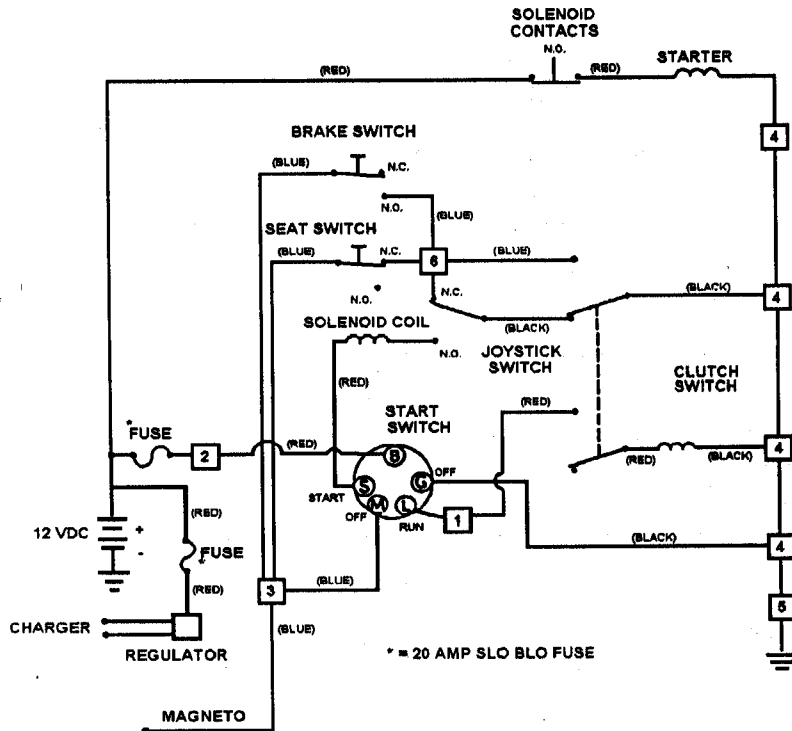 SOLENOID
CONTACTS
N.O.
STARTER
(RED)
(RED)
4
BRAKE SWITCH
(BLUE)
N.C.
N.O.
(BLUE)
SEAT SWITCH
(BLUE)
N.C.
6
(BLUE)
N.O.
N.C.
(BLACK)
4
SOLENOID COIL
(BLACK)
N.O.
JOYSTICK
SWITCH
(RED)
CLUTCH
SWITCH
(RED)
START
SWITCH
*FUSE
2
(RED)
B
4
(RED)
(BLACK)
OFF
S
G
START
M
L
OFF
RUN
1
(RED)
12 VDC
+
-
*FUSE
(BLACK)
4
(RED)
3
(BLUE)
5
CHARGER
REGULATOR
(BLUE)
* = 20 AMP SLO BLO FUSE
MAGNETO